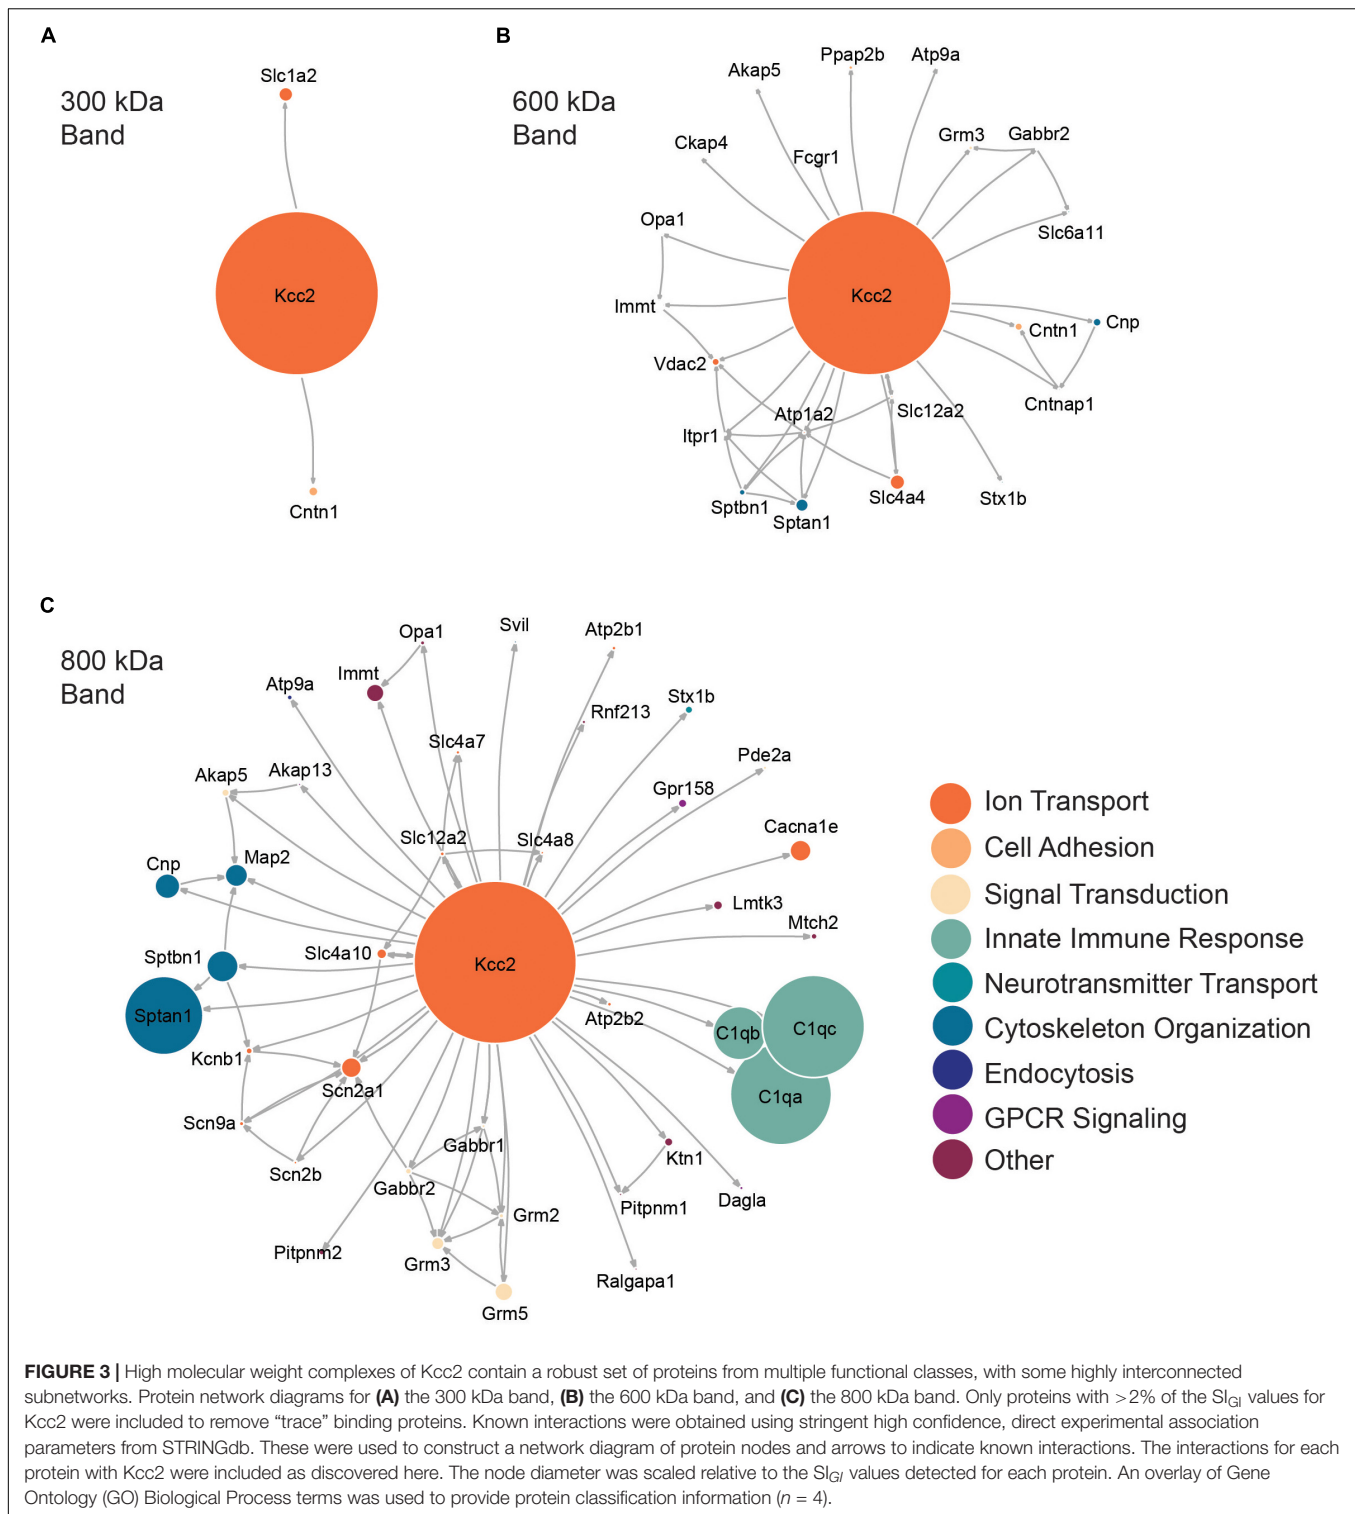 A
300 kDa
Band
Slc1a2
Kcc2
Cntn1
B
600 kDa
Band
Ppap2b
Atp9a
Akap5
Grm3
Gabbr2
Ckap4
Fcgr1
Opa1
Slc6a11
Kcc2
Immt
Cntn1
Cnp
Vdac2
Cntnap1
Atp1a2
Slc12a2
Itpr1
Sptbn1
Sptan1
Slc4a4
Stx1b
C
800 kDa
Band
Opa1
Svil
Atp2b1
Immt
Atp9a
Stx1b
Rnf213
Slc4a7
Pde2a
Akap5
Akap13
Gpr158
Slc12a2
Slc4a8
Cacna1e
Cnp
Map2
Lmtk3
Mtch2
Sptbn1
Slc4a10
Kcc2
Sptan1
Atp2b2
C1qb
C1qc
Kcnb1
Scn2a1
C1qa
Scn9a
Gabbr1
Scn2b
Ktn1
Gabbr2
Dagla
Pitpnm1
Grm2
Pitpnm2
Grm3
Ralgapa1
Grm5
Ion Transport
Cell Adhesion
Signal Transduction
Innate Immune Response
Neurotransmitter Transport
Cytoskeleton Organization
Endocytosis
GPCR Signaling
Other
FIGURE 3 | High molecular weight complexes of Kcc2 contain a robust set of proteins from multiple functional classes, with some highly interconnected
subnetworks. Protein network diagrams for (A) the 300 kDa band, (B) the 600 kDa band, and (C) the 800 kDa band. Only proteins with >2% of the SI_GI values for
Kcc2 were included to remove “trace” binding proteins. Known interactions were obtained using stringent high confidence, direct experimental association
parameters from STRINGdb. These were used to construct a network diagram of protein nodes and arrows to indicate known interactions. The interactions for each
protein with Kcc2 were included as discovered here. The node diameter was scaled relative to the SI_GI values detected for each protein. An overlay of Gene
Ontology (GO) Biological Process terms was used to provide protein classification information (n = 4).